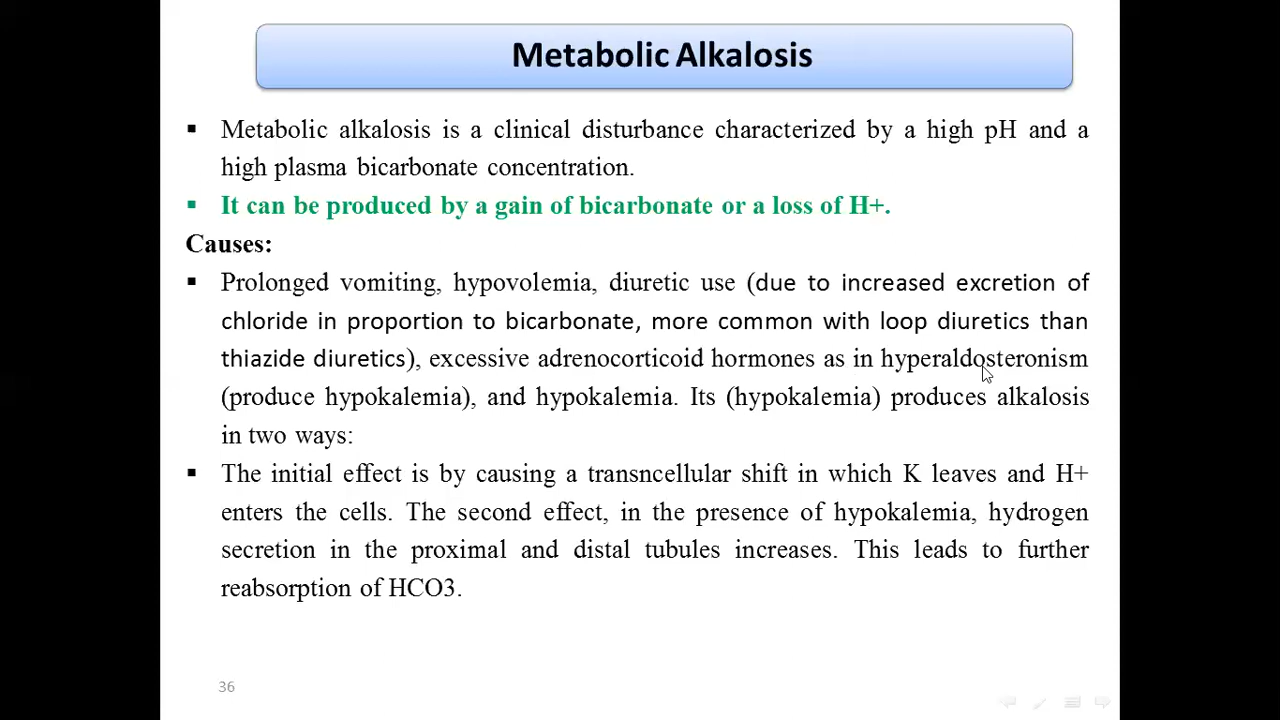 Metabolic Alkalosis
▪ Metabolic alkalosis is a clinical disturbance characterized by a high pH and a
high plasma bicarbonate concentration.
▪ It can be produced by a gain of bicarbonate or a loss of H+.
Causes:
▪ Prolonged vomiting, hypovolemia, diuretic use (due to increased excretion of
chloride in proportion to bicarbonate, more common with loop diuretics than
thiazide diuretics), excessive adrenocorticoid hormones as in hyperaldosteronism
(produce hypokalemia), and hypokalemia. Its (hypokalemia) produces alkalosis
in two ways:
▪ The initial effect is by causing a transncellular shift in which K leaves and H+
enters the cells. The second effect, in the presence of hypokalemia, hydrogen
secretion in the proximal and distal tubules increases. This leads to further
reabsorption of HCO3.
36